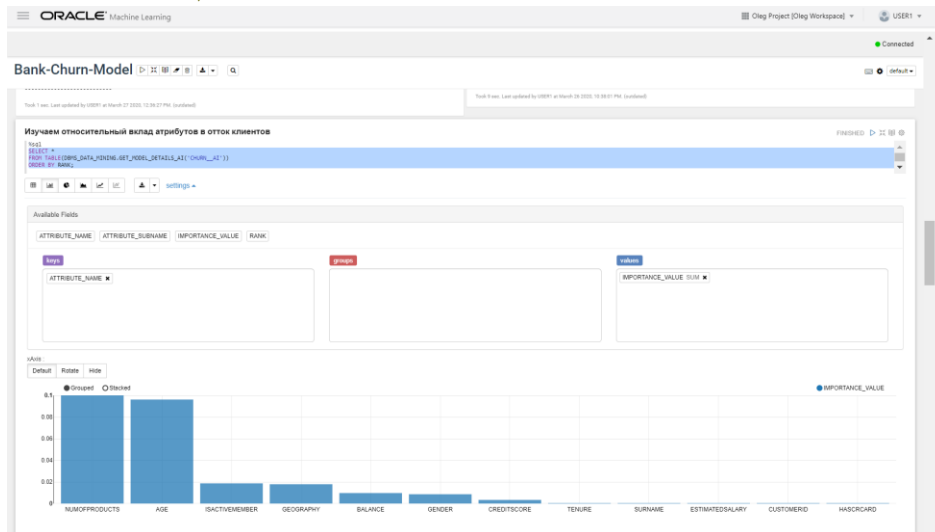 ORACLE Machine Learning
Oleg Project [Oleg Workspace]
USER1
Connected
Bank-Churn-Model
default
Took 1 sec. Last updated by USER1 at March 27 2020, 12:36:27 PM. (outdated)
Took 0 sec. Last updated by USER1 at March 26 2020, 10:38:51 PM. (outdated)
Изучаем относительный вклад атрибутов в отток клиентов
FINISHED
%sql
SELECT *
FROM TABLE(DBMS_DATA_MINING.GET_MODEL_DETAILS_AI('CHURN__AI'))
ORDER BY RANK;
settings
Available Fields
ATTRIBUTE_NAME ATTRIBUTE_SUBNAME IMPORTANCE_VALUE RANK
keys
groups
values
ATTRIBUTE_NAME
IMPORTANCE_VALUE SUM
xAxis :
Default Rotate Hide
Grouped Stacked
IMPORTANCE_VALUE
0.1
0.08
0.06
0.04
0.02
0
NUMOFPRODUCTS AGE ISACTIVEMEMBER GEOGRAPHY BALANCE GENDER CREDITSCORE TENURE SURNAME ESTIMATEDSALARY CUSTOMERID HASCRCARD